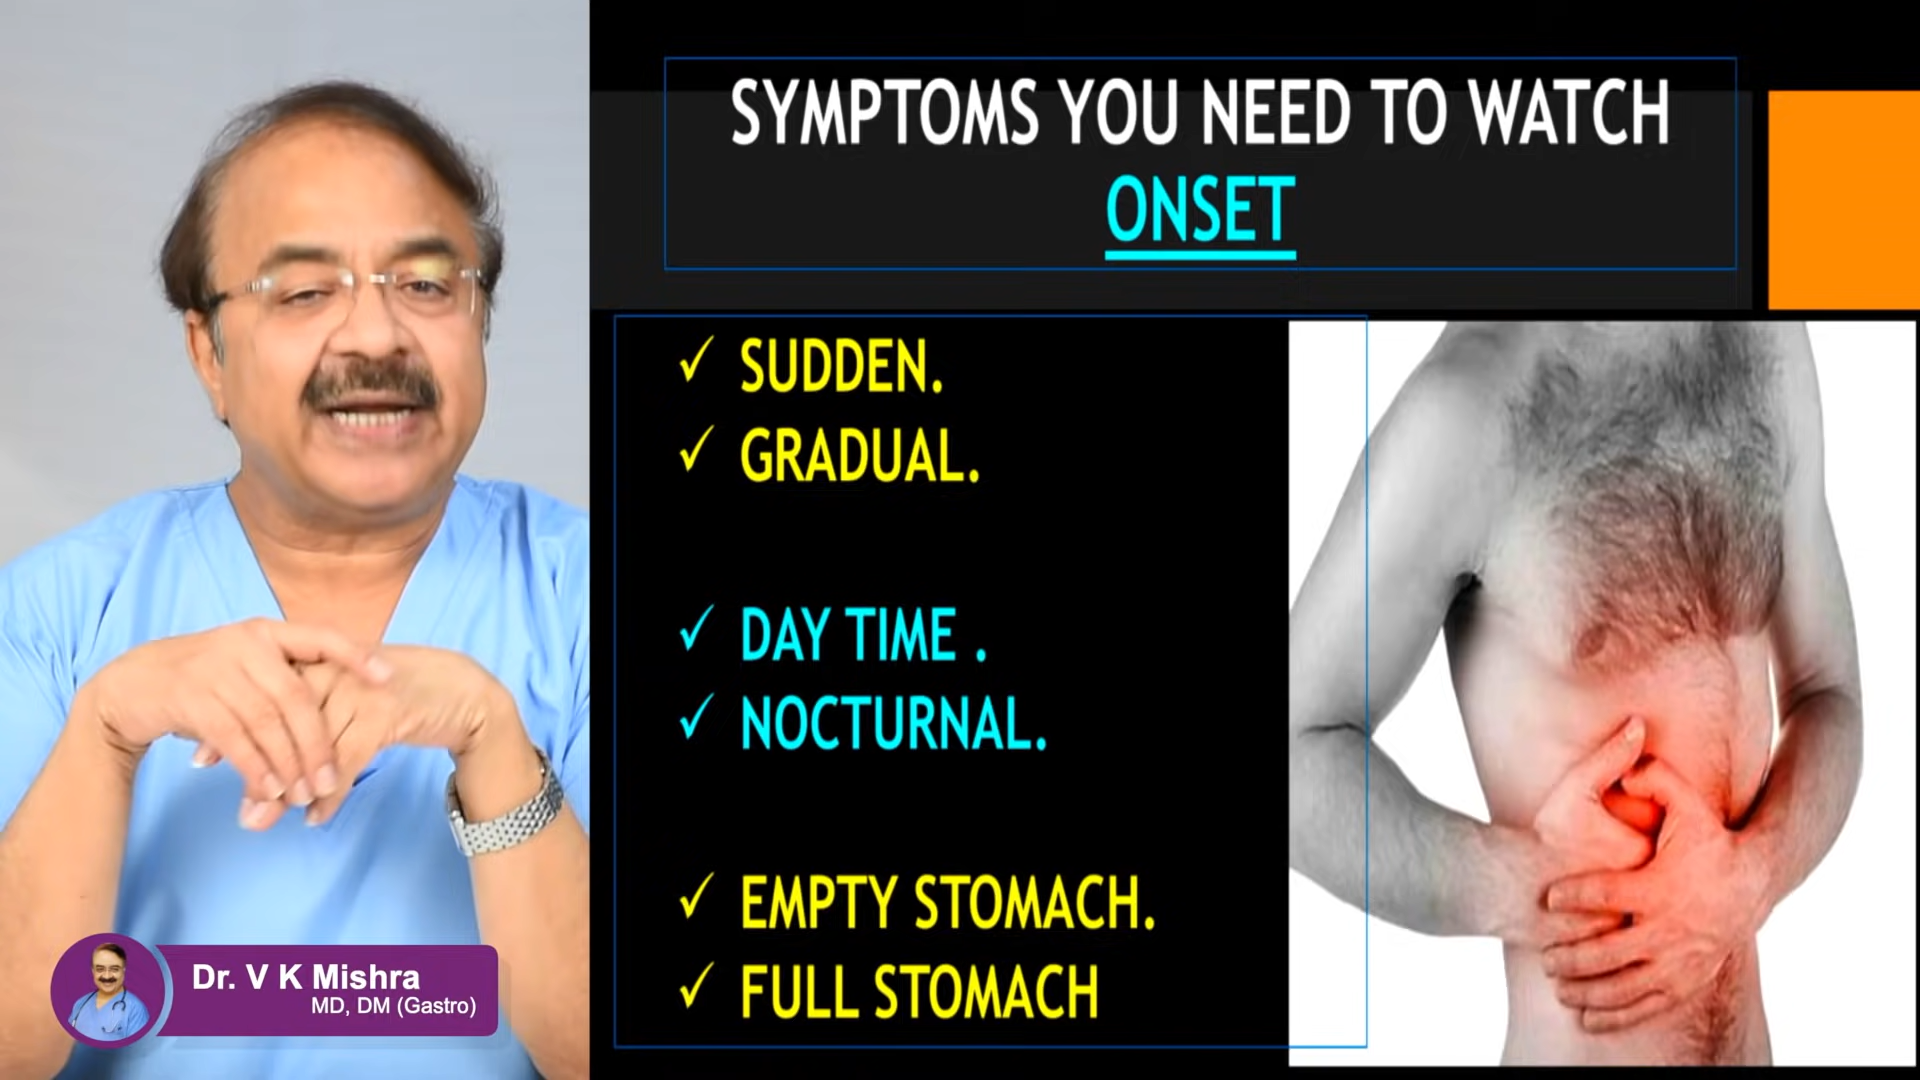 SYMPTOMS YOU NEED TO WATCH
ONSET
✓ SUDDEN.
✓ GRADUAL.
✓ DAY TIME .
✓ NOCTURNAL.
✓ EMPTY STOMACH.
✓ FULL STOMACH
Dr. V K Mishra
MD, DM (Gastro)